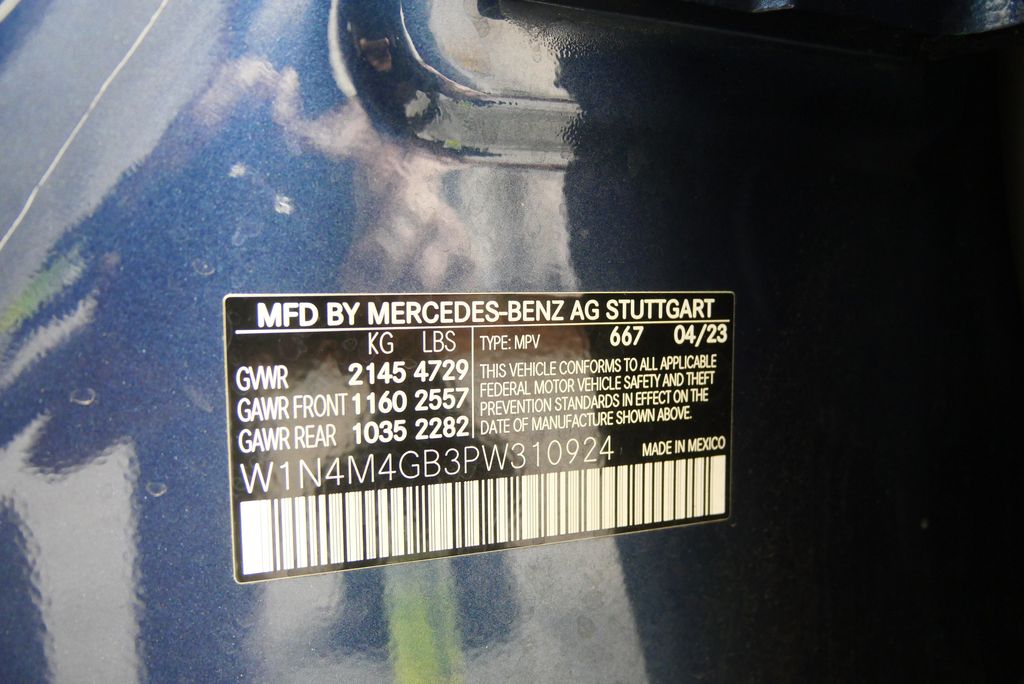 MFD BY MERCEDES-BENZ AG STUTTGART
KG LBS
GVWR 2145 4729
GAWR FRONT 1160 2557
GAWR REAR 1035 2282
TYPE: MPV 667 04/23
THIS VEHICLE CONFORMS TO ALL APPLICABLE
FEDERAL MOTOR VEHICLE SAFETY AND THEFT
PREVENTION STANDARDS IN EFFECT ON THE
DATE OF MANUFACTURE SHOWN ABOVE.
W1N4M4GB3PW310924
MADE IN MEXICO